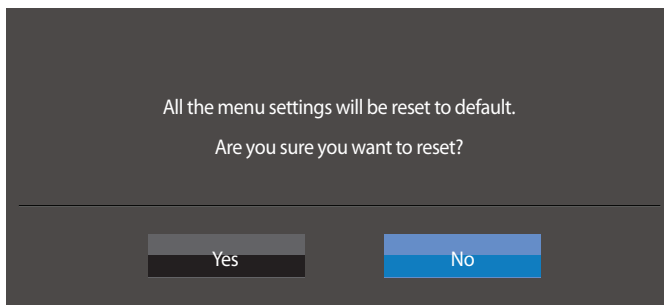 All the menu settings will be reset to default.
Are you sure you want to reset?
Yes No